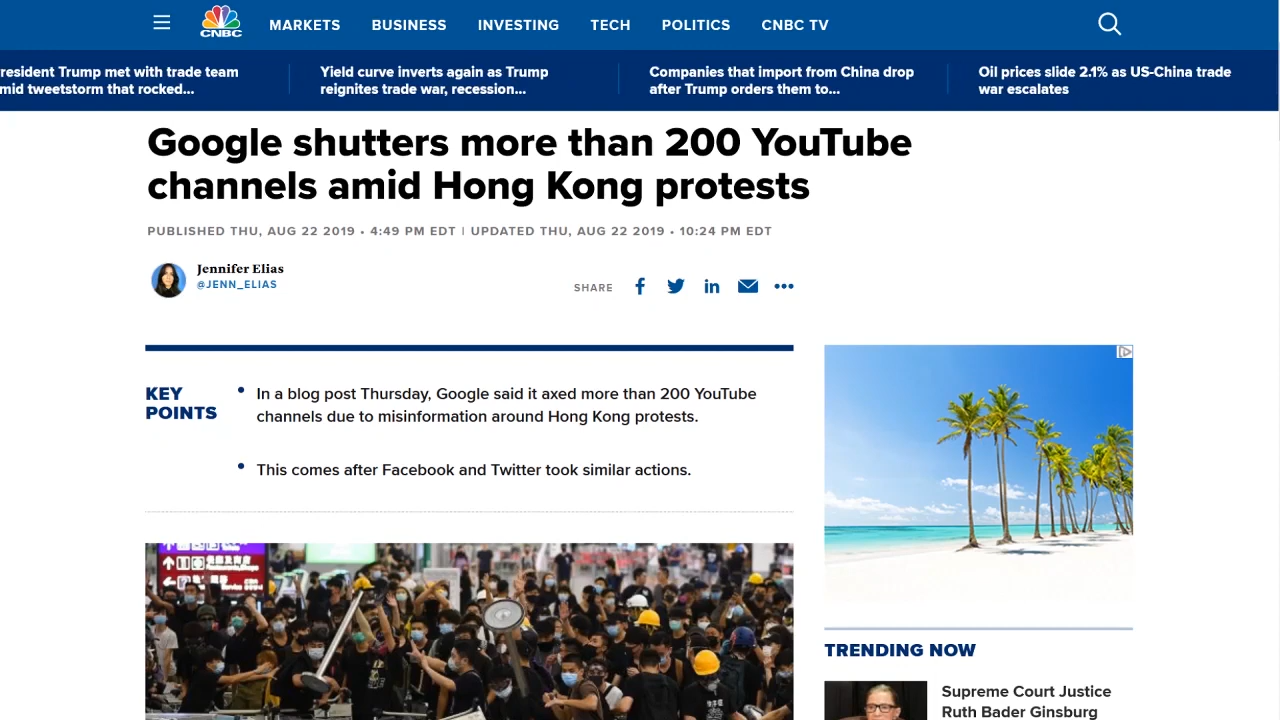 CNBC
MARKETS
BUSINESS
INVESTING
TECH
POLITICS
CNBC TV
resident Trump met with trade team
mid tweetstorm that rocked...
Yield curve inverts again as Trump
reignites trade war, recession...
Companies that import from China drop
after Trump orders them to...
Oil prices slide 2.1% as US-China trade
war escalates
Google shutters more than 200 YouTube
channels amid Hong Kong protests
PUBLISHED THU, AUG 22 2019 • 4:49 PM EDT | UPDATED THU, AUG 22 2019 • 10:24 PM EDT
Jennifer Elias
@JENN_ELIAS
SHARE
KEY
POINTS
• In a blog post Thursday, Google said it axed more than 200 YouTube
channels due to misinformation around Hong Kong protests.
• This comes after Facebook and Twitter took similar actions.
TRENDING NOW
Supreme Court Justice
Ruth Bader Ginsburg